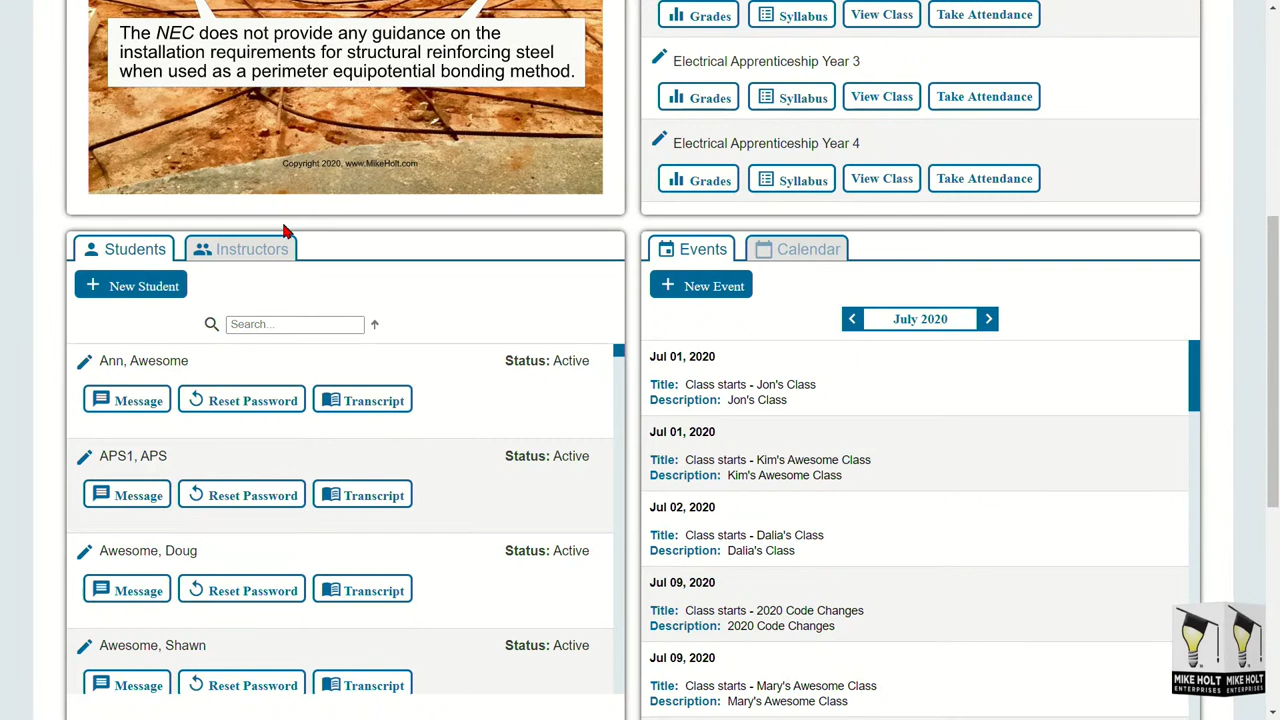 The NEC does not provide any guidance on the
installation requirements for structural reinforcing steel
when used as a perimeter equipotential bonding method.
Copyright 2020, www.MikeHolt.com
Grades Syllabus View Class Take Attendance
Electrical Apprenticeship Year 3
Grades Syllabus View Class Take Attendance
Electrical Apprenticeship Year 4
Grades Syllabus View Class Take Attendance
Students Instructors
+ New Student
Search...
Ann, Awesome Status: Active
Message Reset Password Transcript
APS1, APS Status: Active
Message Reset Password Transcript
Awesome, Doug Status: Active
Message Reset Password Transcript
Awesome, Shawn Status: Active
Message Reset Password Transcript
Events Calendar
+ New Event
July 2020
Jul 01, 2020
Title: Class starts - Jon's Class
Description: Jon's Class
Jul 01, 2020
Title: Class starts - Kim's Awesome Class
Description: Kim's Awesome Class
Jul 02, 2020
Title: Class starts - Dalia's Class
Description: Dalia's Class
Jul 09, 2020
Title: Class starts - 2020 Code Changes
Description: 2020 Code Changes
Jul 09, 2020
Title: Class starts - Mary's Awesome Class
Description: Mary's Awesome Class
MIKE HOLT MIKE HOLT
ENTERPRISES ENTERPRISES